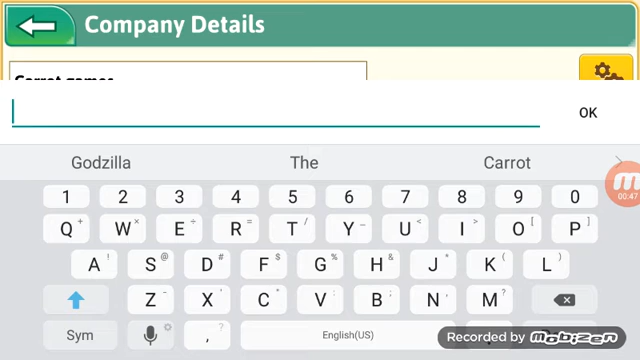 Company Details
Carrot games
OK
Godzilla The Carrot >
1 2 3 4 5 6 7 8 9 0
Q + W × E ÷ R = T / Y _ U < I > O [ P ]
A ! S @ D # F $ G % H & J * K ( L )
Z - X ' C " V : B ; N , M ?
Sym , English(US)
00:47
Recorded by mobizen